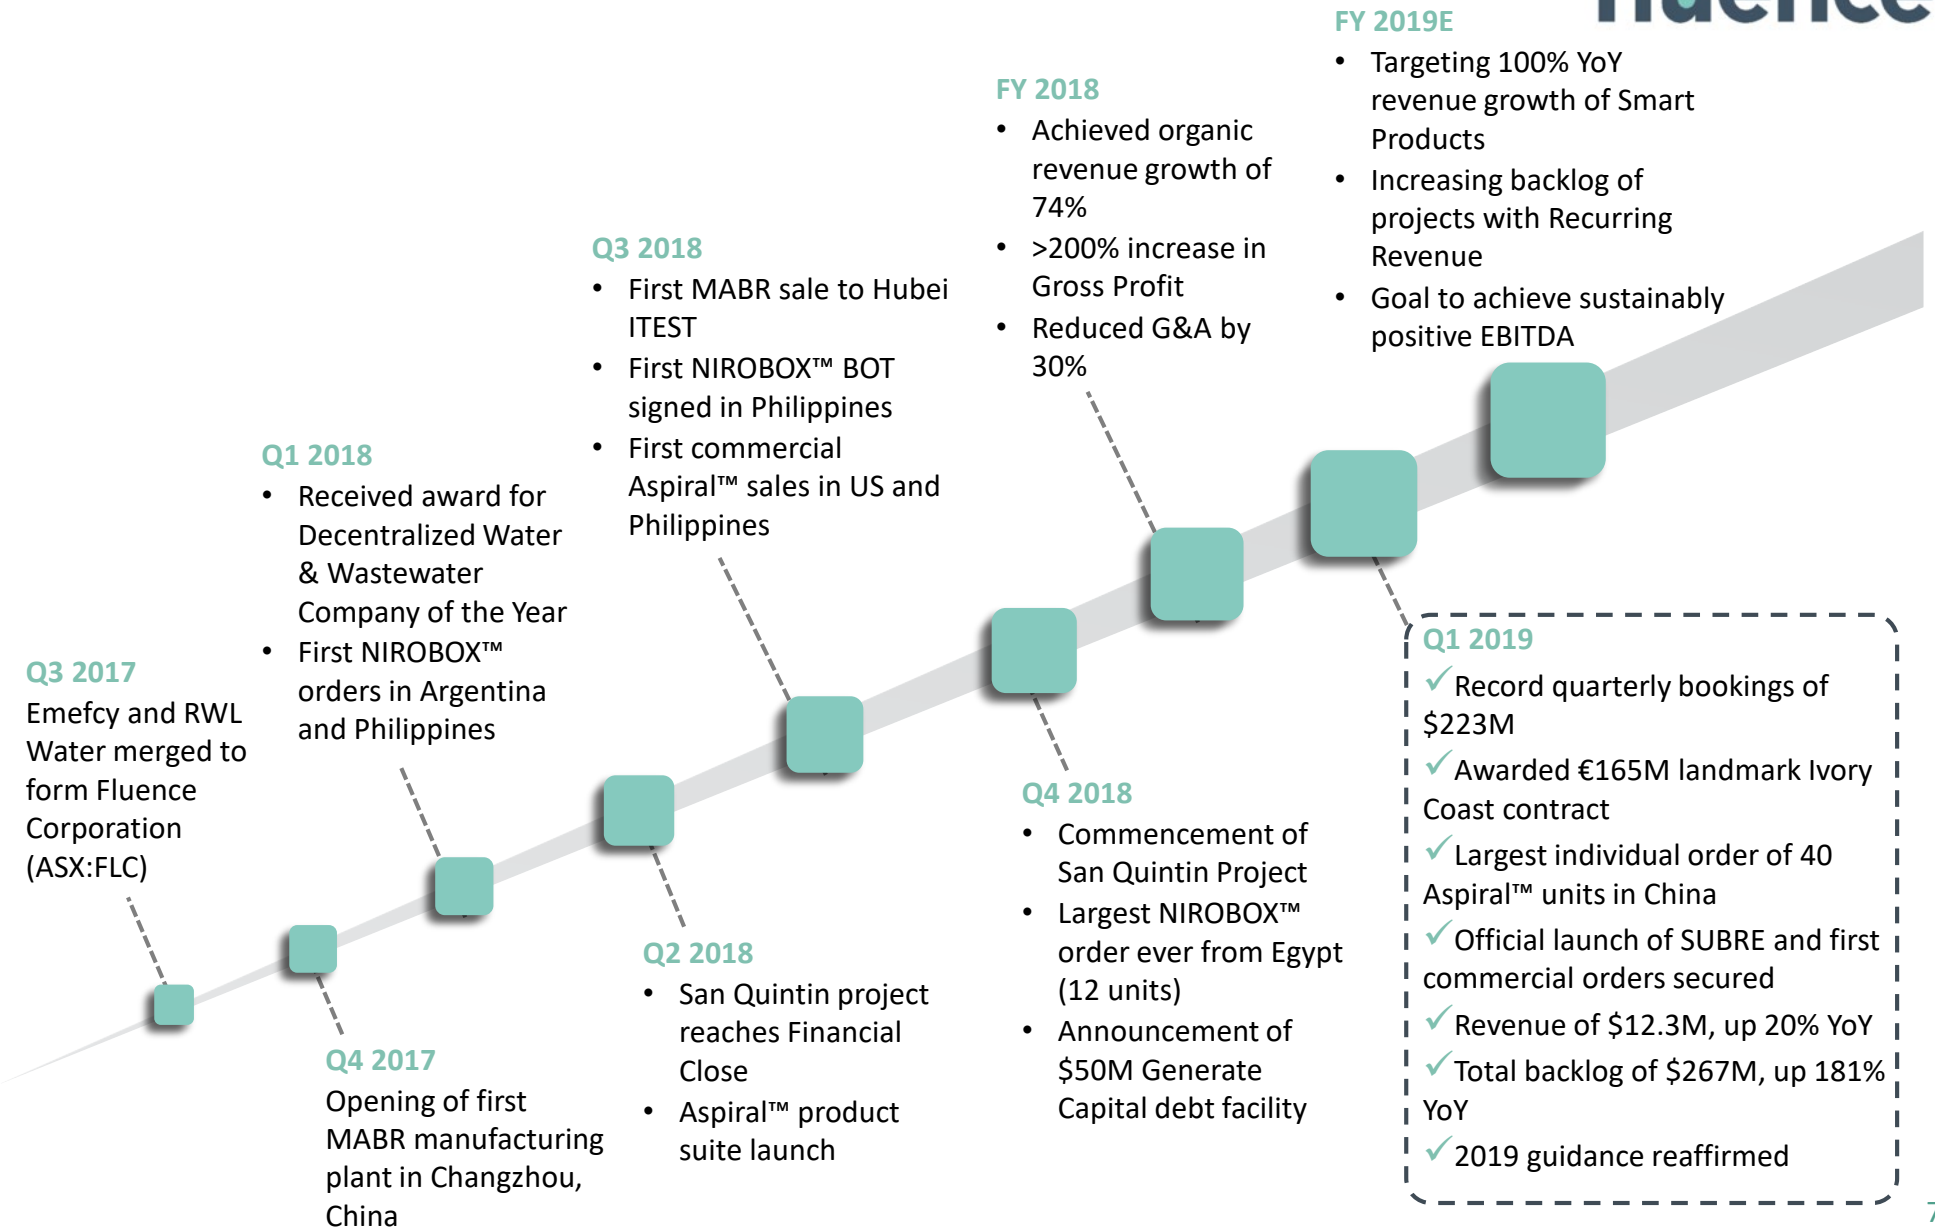 fluence
FY 2019E
• Targeting 100% YoY
revenue growth of Smart
Products
• Increasing backlog of
projects with Recurring
Revenue
• Goal to achieve sustainably
positive EBITDA
FY 2018
• Achieved organic
revenue growth of
74%
• >200% increase in
Gross Profit
• Reduced G&A by
30%
Q3 2018
• First MABR sale to Hubei
ITEST
• First NIROBOX™ BOT
signed in Philippines
• First commercial
Aspiral™ sales in US and
Philippines
Q1 2018
• Received award for
Decentralized Water
& Wastewater
Company of the Year
• First NIROBOX™
orders in Argentina
and Philippines
Q3 2017
Emefcy and RWL
Water merged to
form Fluence
Corporation
(ASX:FLC)
Q4 2017
Opening of first
MABR manufacturing
plant in Changzhou,
China
Q2 2018
• San Quintin project
reaches Financial
Close
• Aspiral™ product
suite launch
Q4 2018
• Commencement of
San Quintin Project
• Largest NIROBOX™
order ever from Egypt
(12 units)
• Announcement of
$50M Generate
Capital debt facility
Q1 2019
✓ Record quarterly bookings of
$223M
✓ Awarded €165M landmark Ivory
Coast contract
✓ Largest individual order of 40
Aspiral™ units in China
✓ Official launch of SUBRE and first
commercial orders secured
✓ Revenue of $12.3M, up 20% YoY
✓ Total backlog of $267M, up 181%
YoY
✓ 2019 guidance reaffirmed
7